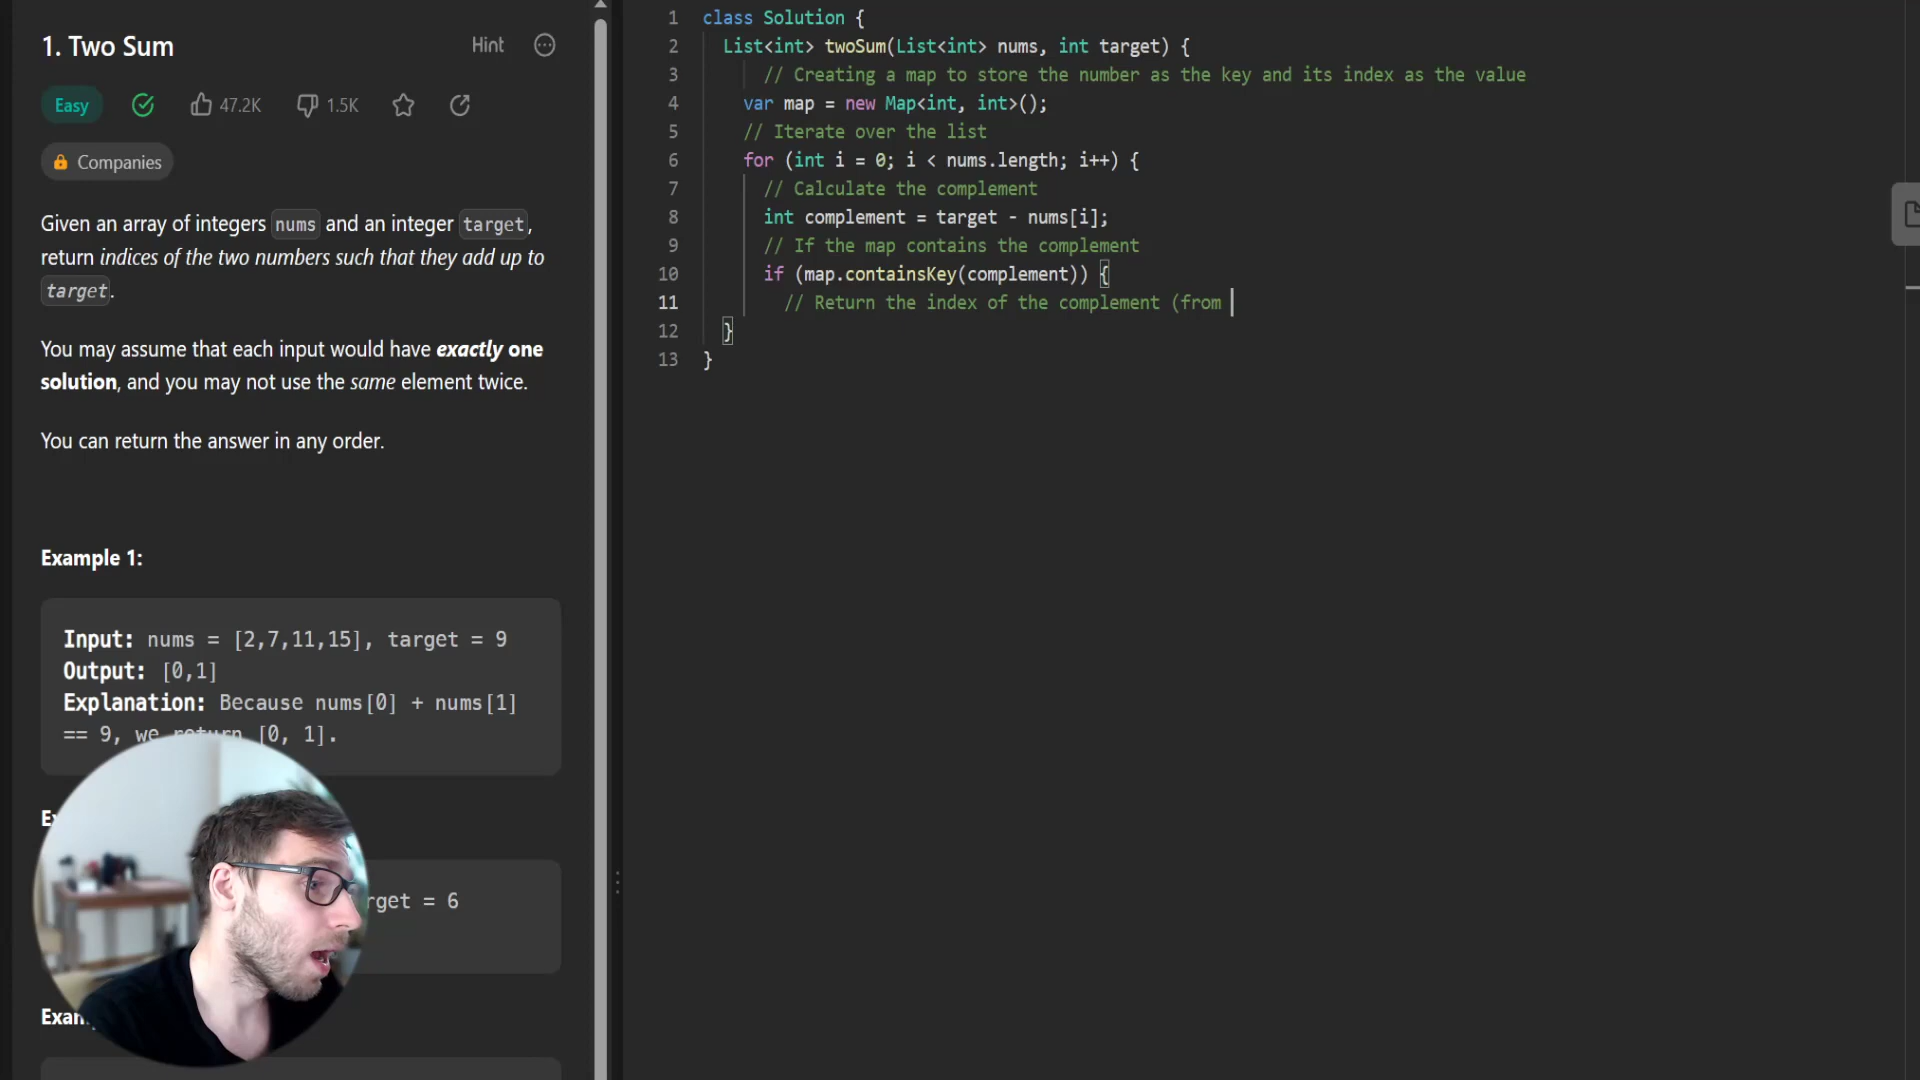 1. Two Sum
Hint
Easy
47.2K
1.5K
Companies
Given an array of integers nums and an integer target,
return indices of the two numbers such that they add up to
target.
You may assume that each input would have exactly one
solution, and you may not use the same element twice.
You can return the answer in any order.
Example 1:
Input: nums = [2,7,11,15], target = 9
Output: [0,1]
Explanation: Because nums[0] + nums[1]
== 9, we return [0, 1].
= 6
1 class Solution {
2 List<int> twoSum(List<int> nums, int target) {
3 // Creating a map to store the number as the key and its index as the value
4 var map = new Map<int, int>();
5 // Iterate over the list
6 for (int i = 0; i < nums.length; i++) {
7 // Calculate the complement
8 int complement = target - nums[i];
9 // If the map contains the complement
10 if (map.containsKey(complement)) {
11 // Return the index of the complement (from
12 }
13 }